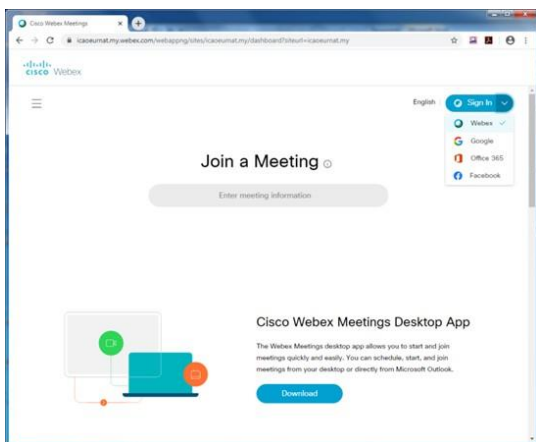 Cisco Webex Meetings
icaoeurnat.my.webex.com/webappng/sites/icaoeurnat.my/dashboard?siteurl=icaoeurnat.my
cisco Webex
English
Sign In
Webex
Google
Office 365
Facebook
Join a Meeting
Enter meeting information
Cisco Webex Meetings Desktop App
The Webex Meetings desktop app allows you to start and join
meetings quickly and easily. You can schedule, start, and join
meetings from your desktop or directly from Microsoft Outlook.
Download